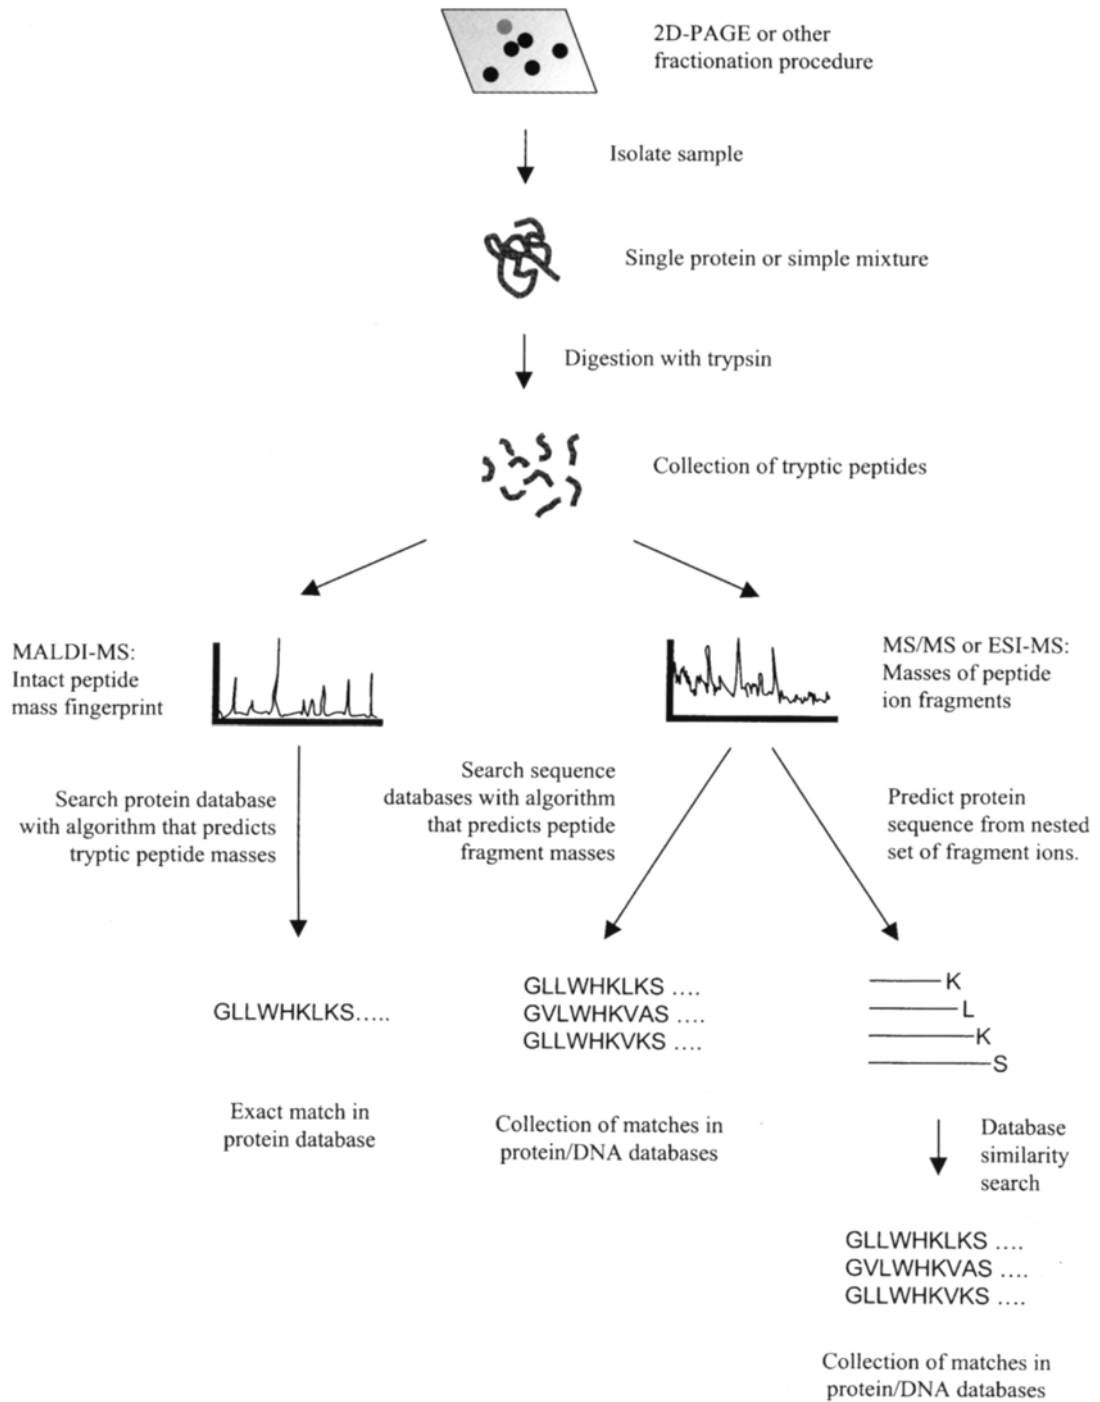 2D-PAGE or other
fractionation procedure
Isolate sample
Single protein or simple mixture
Digestion with trypsin
Collection of tryptic peptides
MALDI-MS:
Intact peptide
mass fingerprint
MS/MS or ESI-MS:
Masses of peptide
ion fragments
Search protein database
with algorithm that predicts
tryptic peptide masses
Search sequence
databases with algorithm
that predicts peptide
fragment masses
Predict protein
sequence from nested
set of fragment ions.
GLLWHKLKS.....
Exact match in
protein database
GLLWHKLKS ....
GVLWHKVAS ....
GLLWHKVKS ....
Collection of matches in
protein/DNA databases
K
L
K
S
Database
similarity
search
GLLWHKLKS ....
GVLWHKVAS ....
GLLWHKVKS ....
Collection of matches in
protein/DNA databases